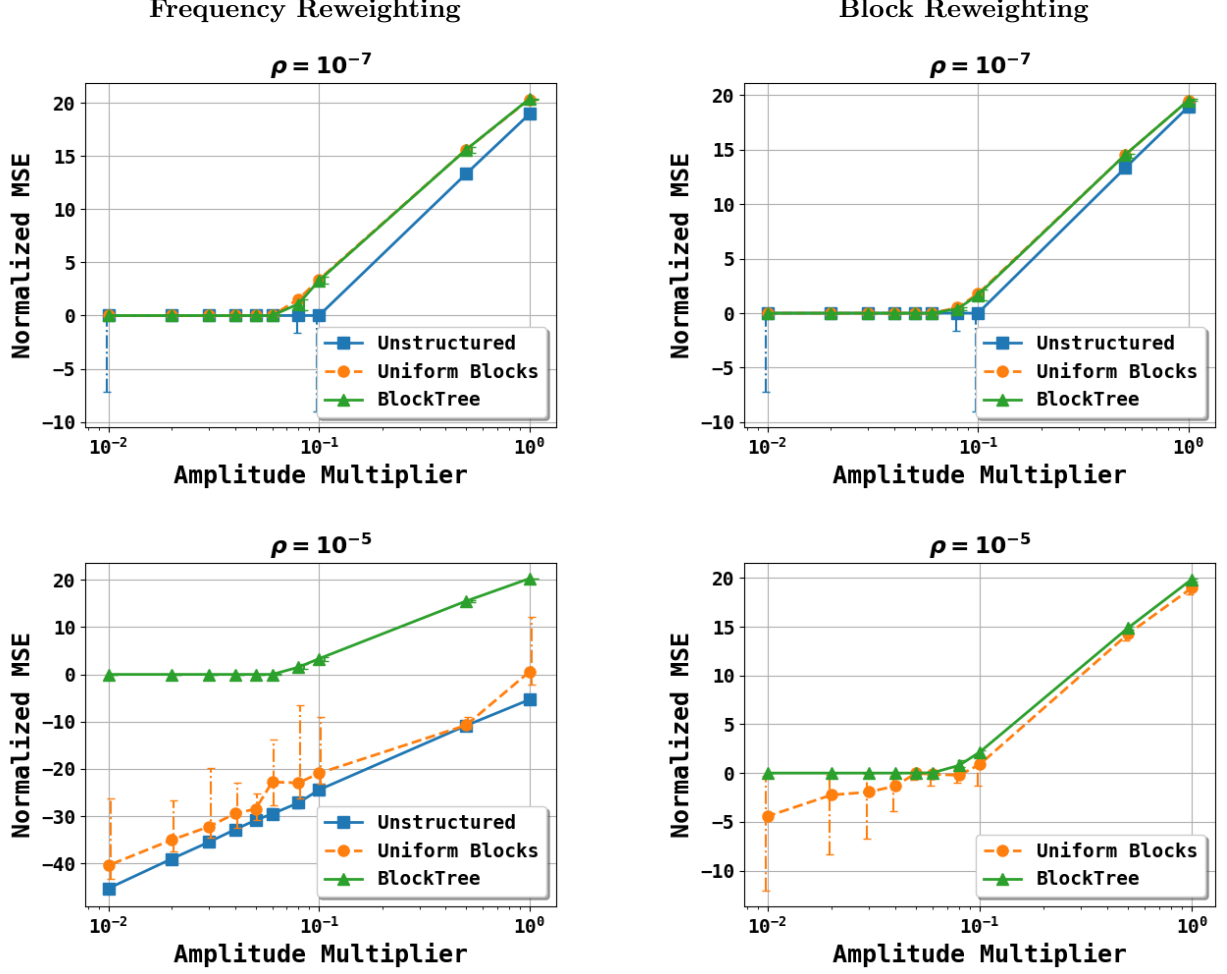 Frequency Reweighting
Block Reweighting
ρ = 10⁻⁷
20
15
10
5
0
−5
−10
Normalized MSE
Unstructured
Uniform Blocks
BlockTree
10⁻² 10⁻¹ 10⁰
Amplitude Multiplier
ρ = 10⁻⁷
20
15
10
5
0
−5
−10
Normalized MSE
Unstructured
Uniform Blocks
BlockTree
10⁻² 10⁻¹ 10⁰
Amplitude Multiplier
ρ = 10⁻⁵
20
10
0
−10
−20
−30
−40
Normalized MSE
Unstructured
Uniform Blocks
BlockTree
10⁻² 10⁻¹ 10⁰
Amplitude Multiplier
ρ = 10⁻⁵
20
15
10
5
0
−5
−10
Normalized MSE
Uniform Blocks
BlockTree
10⁻² 10⁻¹ 10⁰
Amplitude Multiplier